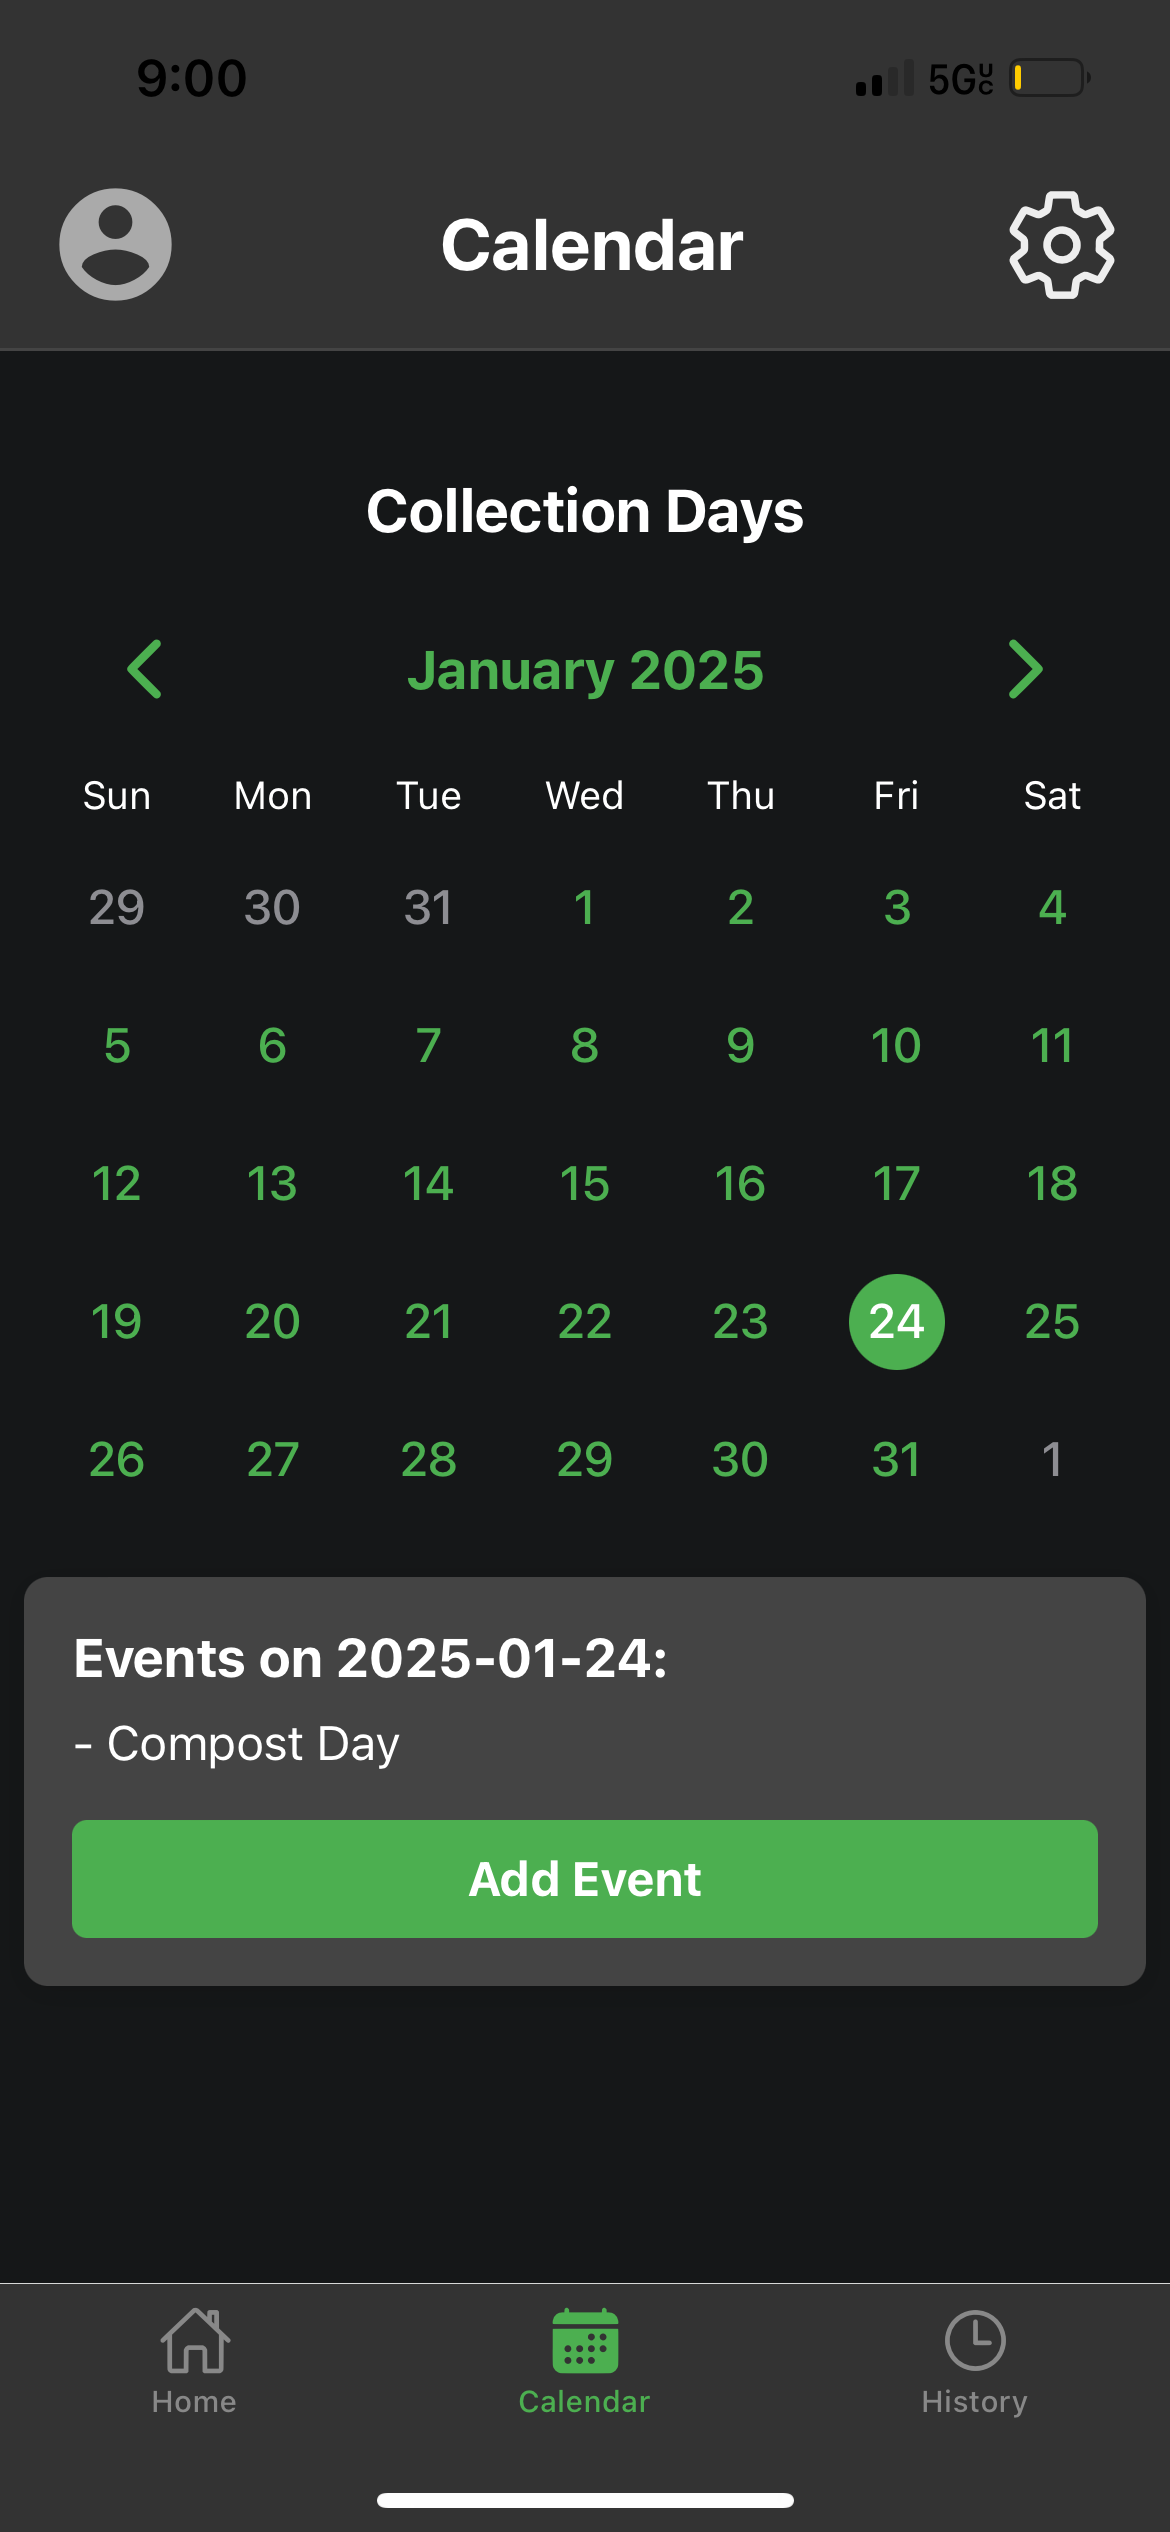 9:00 5GUC
Calendar
Collection Days
January 2025
Sun Mon Tue Wed Thu Fri Sat
29 30 31 1 2 3 4
5 6 7 8 9 10 11
12 13 14 15 16 17 18
19 20 21 22 23 24 25
26 27 28 29 30 31 1
Events on 2025-01-24:
- Compost Day
Add Event
Home Calendar History